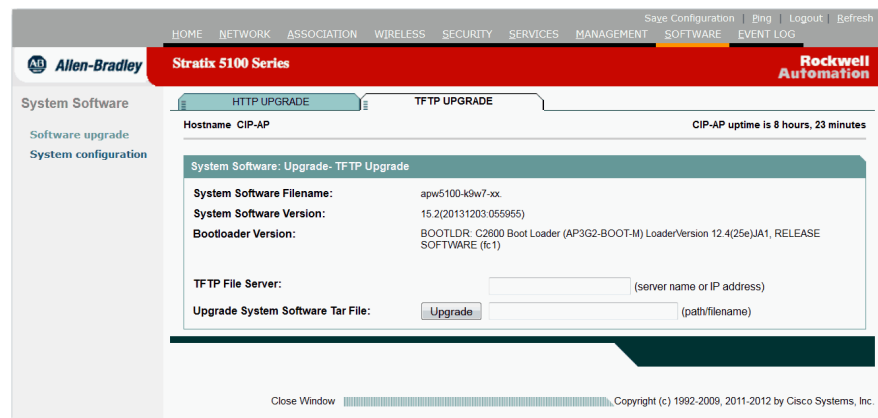 Save Configuration | Ping | Logout | Refresh
HOME NETWORK ASSOCIATION WIRELESS SECURITY SERVICES MANAGEMENT SOFTWARE EVENT LOG
AB Allen-Bradley
Stratix 5100 Series
Rockwell
Automation
System Software
Software upgrade
System configuration
HTTP UPGRADE
TFTP UPGRADE
Hostname CIP-AP
CIP-AP uptime is 8 hours, 23 minutes
System Software: Upgrade- TFTP Upgrade
System Software Filename: apw5100-k9w7-xx.
System Software Version: 15.2(20131203:055955)
Bootloader Version: BOOTLDR: C2600 Boot Loader (AP3G2-BOOT-M) LoaderVersion 12.4(25e)JA1, RELEASE
SOFTWARE (fc1)
TFTP File Server: (server name or IP address)
Upgrade System Software Tar File: Upgrade (path/filename)
Close Window
Copyright (c) 1992-2009, 2011-2012 by Cisco Systems, Inc.